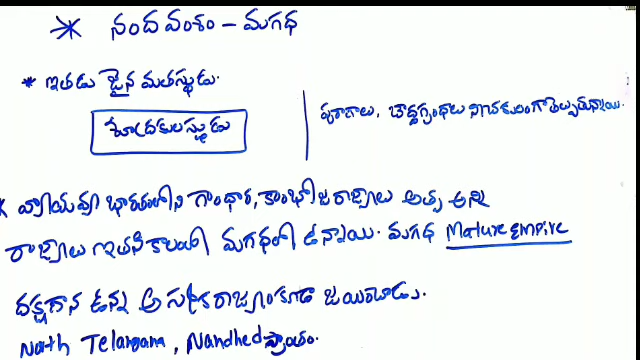 * నంద వంశం – మగధ
* ఇతడు జైన మతస్థుడు.
శూద్రకులస్థుడు
పురాణాలు, బౌద్ధగ్రంథాలు నీచకులంగా తెలుపుతున్నాయి.
* వాయవ్య భారతంలోని గాంధార, కాంభోజ రాజ్యాలు తప్ప అన్ని
రాజ్యాలు ఇతని కాలంలో మగధలో ఉన్నాయి. మగధ Mature Empire
దక్షిణాన ఉన్న అస్మక రాజ్యాంకూడా జయించాడు.
North Telangana, Nandhed ప్రాంతం.